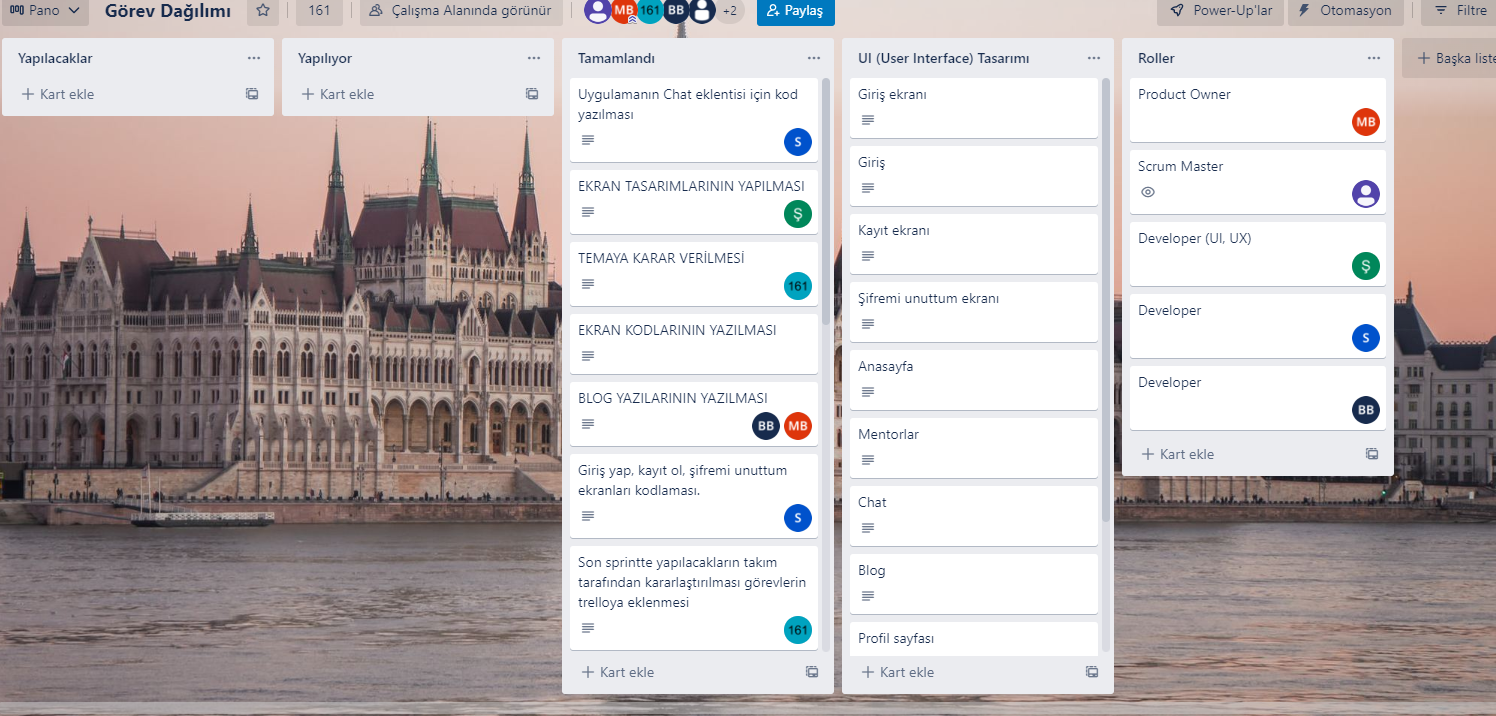 Pano
Görev Dağılımı
161
Çalışma Alanında görünür
MB
161
BB
+2
Paylaş
Power-Up'lar
Otomasyon
Filtre
Yapılacaklar
Kart ekle
Yapılıyor
Kart ekle
Tamamlandı
Uygulamanın Chat eklentisi için kod
yazılması
S
EKRAN TASARIMLARININ YAPILMASI
Ş
TEMAYA KARAR VERİLMESİ
161
EKRAN KODLARININ YAZILMASI
BLOG YAZILARININ YAZILMASI
BB MB
Giriş yap, kayıt ol, şifremi unuttum
ekranları kodlaması.
S
Son sprintte yapılacakların takım
tarafından kararlaştırılması görevlerin
trelloya eklenmesi
161
Kart ekle
UI (User Interface) Tasarımı
Giriş ekranı
Giriş
Kayıt ekranı
Şifremi unuttum ekranı
Anasayfa
Mentorlar
Chat
Blog
Profil sayfası
Kart ekle
Roller
Product Owner
MB
Scrum Master
Developer (UI, UX)
Ş
Developer
S
Developer
BB
Kart ekle
Başka liste